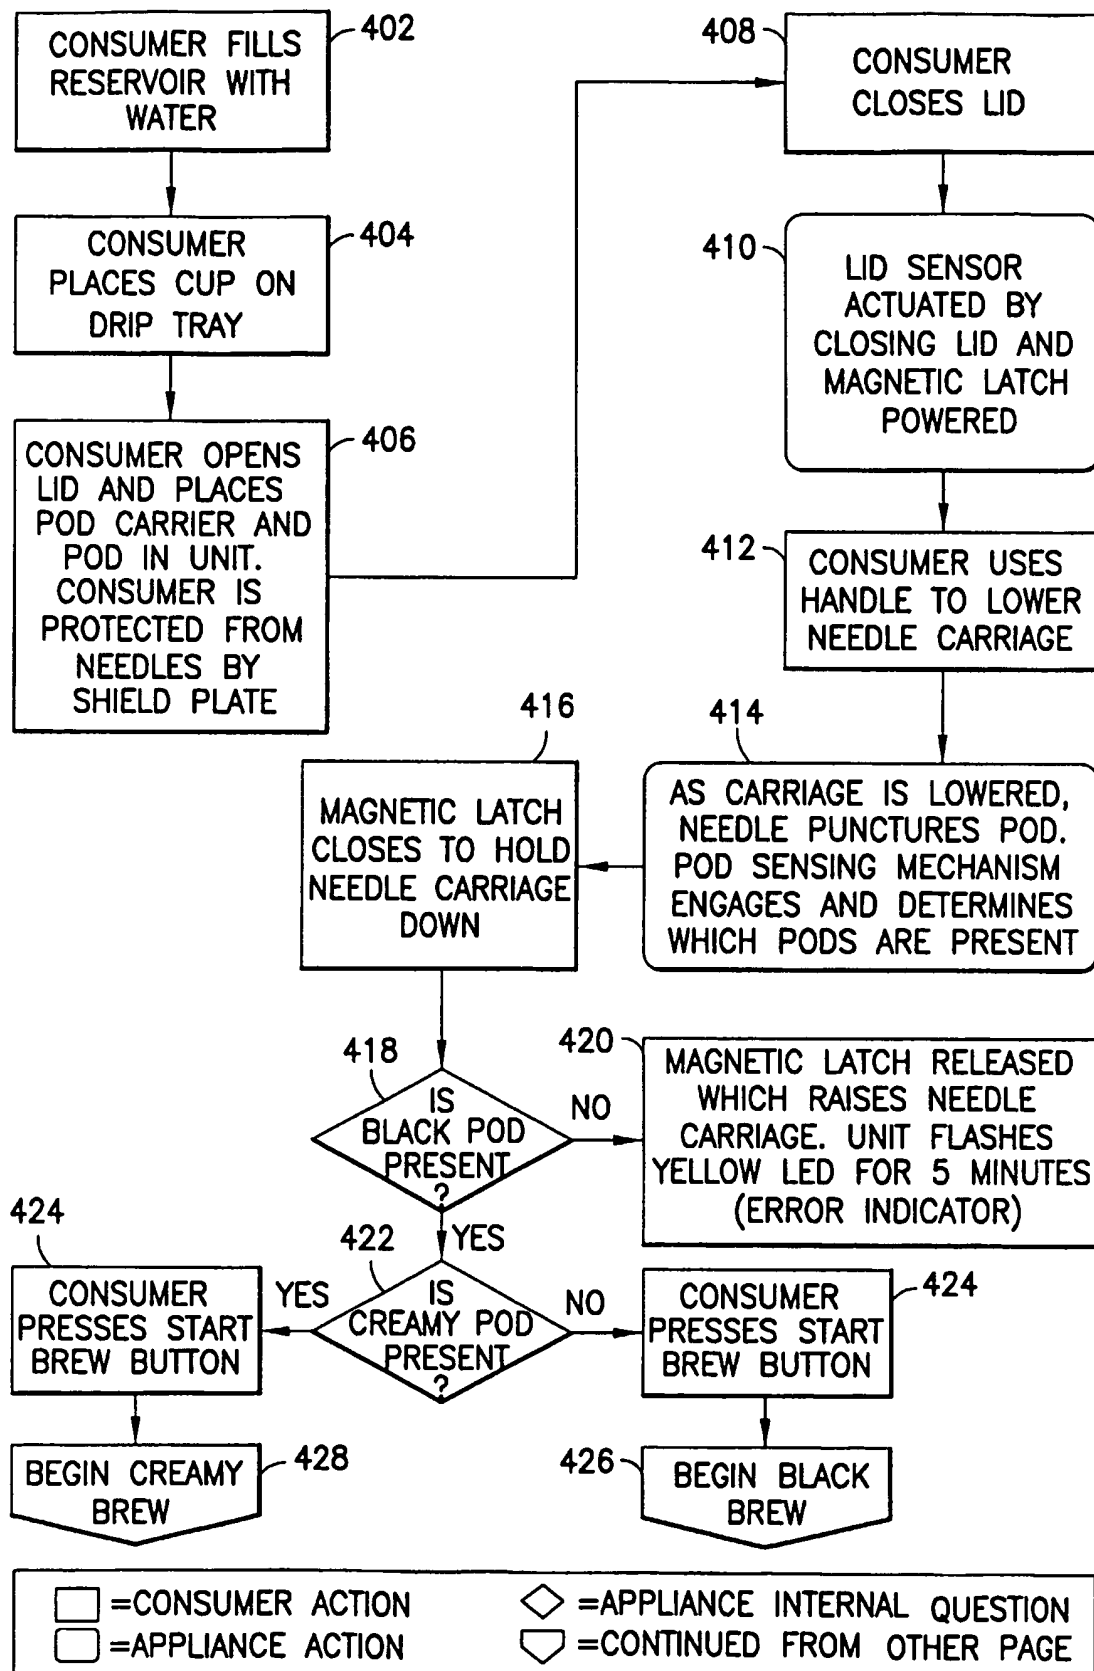 CONSUMER FILLS
RESERVOIR WITH
WATER
402
CONSUMER
PLACES CUP ON
DRIP TRAY
404
CONSUMER OPENS
LID AND PLACES
POD CARRIER AND
POD IN UNIT.
CONSUMER IS
PROTECTED FROM
NEEDLES BY
SHIELD PLATE
406
408
CONSUMER
CLOSES LID
410
LID SENSOR
ACTUATED BY
CLOSING LID AND
MAGNETIC LATCH
POWERED
412
CONSUMER USES
HANDLE TO LOWER
NEEDLE CARRIAGE
414
AS CARRIAGE IS LOWERED,
NEEDLE PUNCTURES POD.
POD SENSING MECHANISM
ENGAGES AND DETERMINES
WHICH PODS ARE PRESENT
416
MAGNETIC LATCH
CLOSES TO HOLD
NEEDLE CARRIAGE
DOWN
418
IS
BLACK POD
PRESENT
?
NO
420
MAGNETIC LATCH RELEASED
WHICH RAISES NEEDLE
CARRIAGE. UNIT FLASHES
YELLOW LED FOR 5 MINUTES
(ERROR INDICATOR)
YES
422
IS
CREAMY POD
PRESENT
?
YES
424
CONSUMER
PRESSES START
BREW BUTTON
NO
424
CONSUMER
PRESSES START
BREW BUTTON
BEGIN CREAMY
BREW
428
426
BEGIN BLACK
BREW
=CONSUMER ACTION
=APPLIANCE ACTION
=APPLIANCE INTERNAL QUESTION
=CONTINUED FROM OTHER PAGE